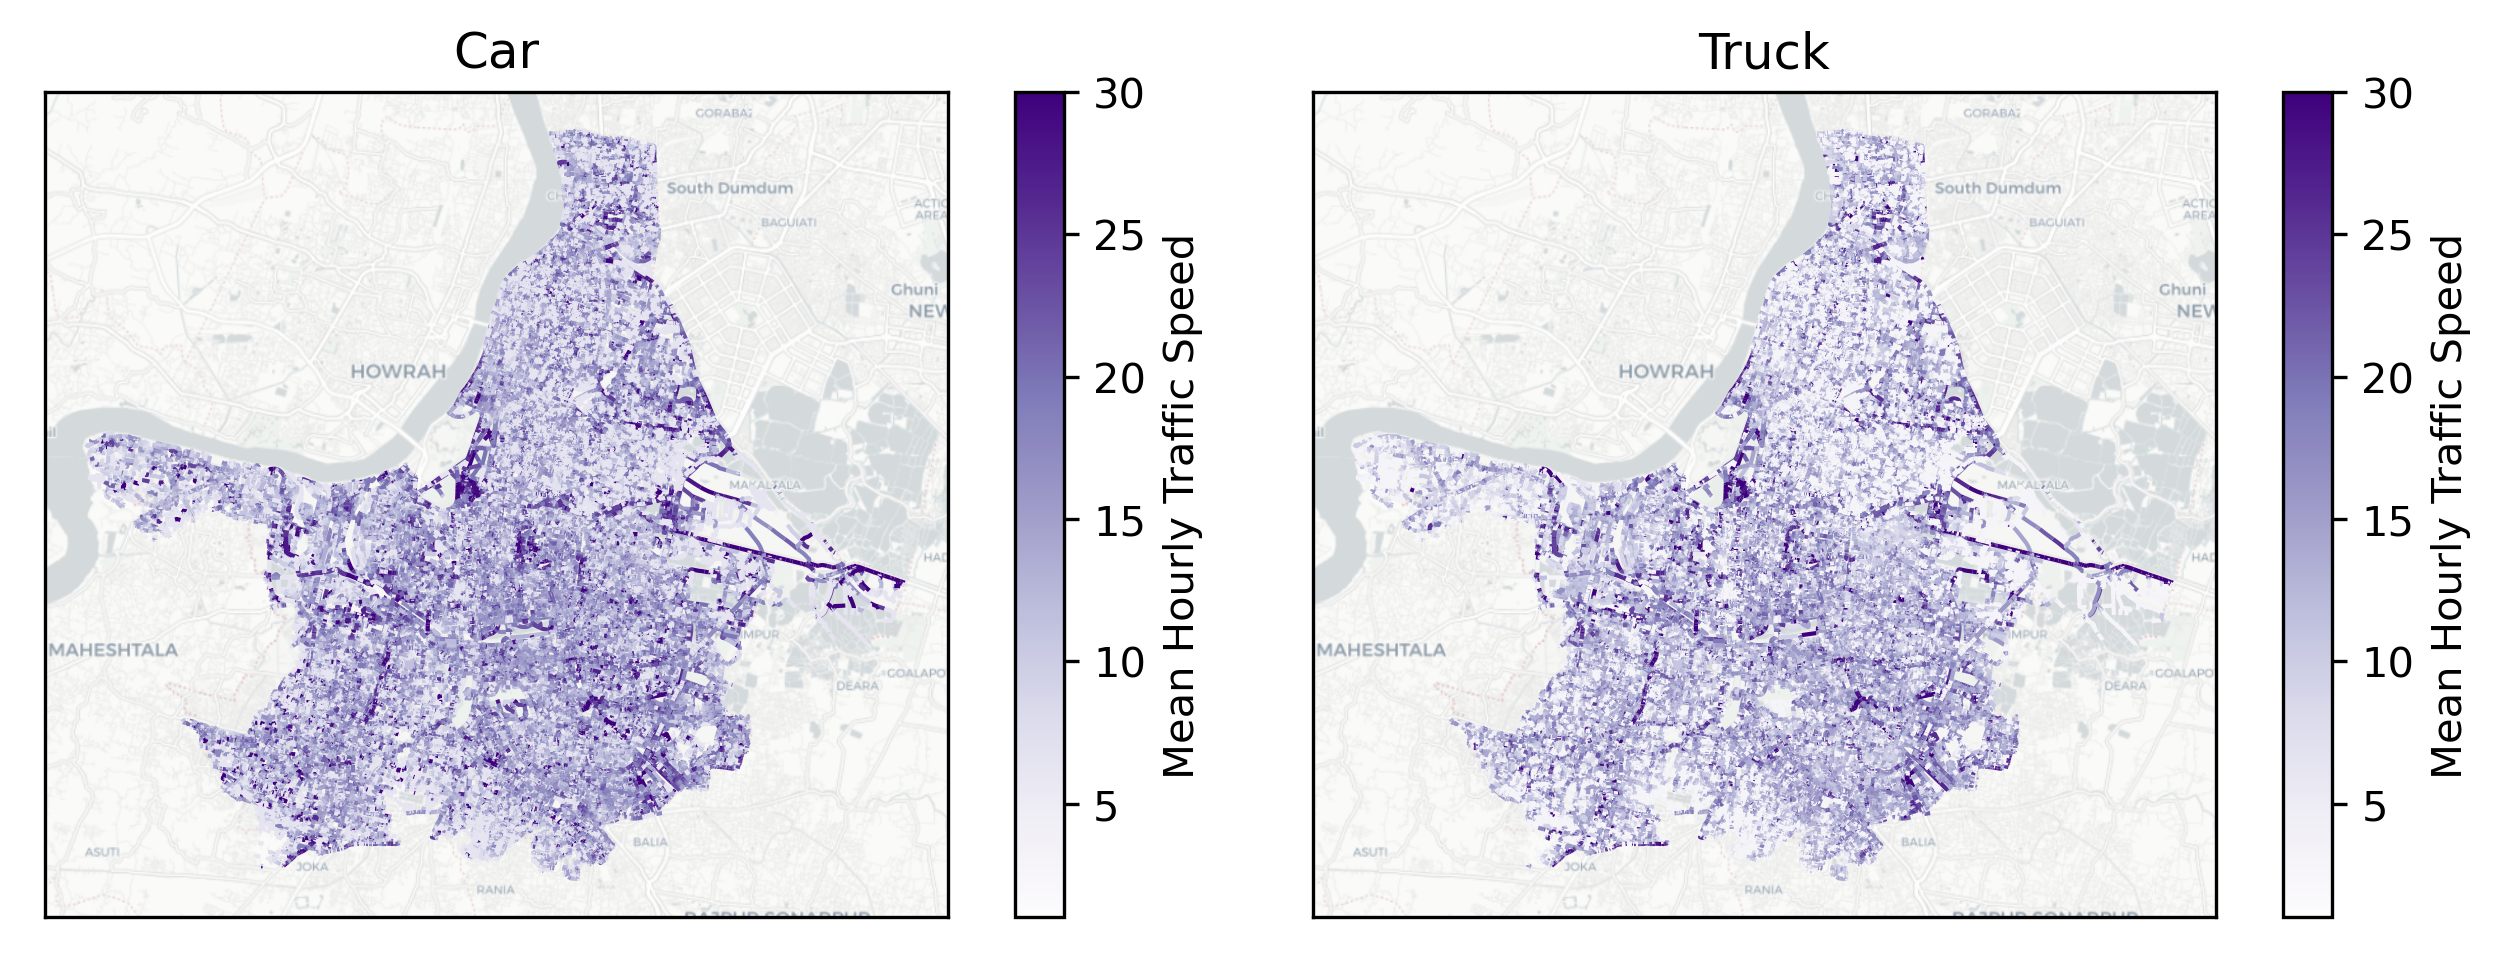 Car
GORABAZ
South Dumdum
BAGUIATI
ACTIO
AREA
Ghuni
NEW
HOWRAH
MAKALTALA
HAD
MAHESHTALA
IMPUR
GOALAPO
DEARA
BALIA
ASUTI
JOKA
RANIA
RAJPUR SONARPUR
30
25
20
15
10
5
Mean Hourly Traffic Speed
Truck
GORABAZ
South Dumdum
BAGUIATI
ACTIO
AREA
Ghuni
NEW
HOWRAH
MAKALTALA
HAD
MAHESHTALA
IMPUR
GOALAPO
DEARA
BALIA
ASUTI
JOKA
RANIA
RAJPUR SONARPUR
30
25
20
15
10
5
Mean Hourly Traffic Speed